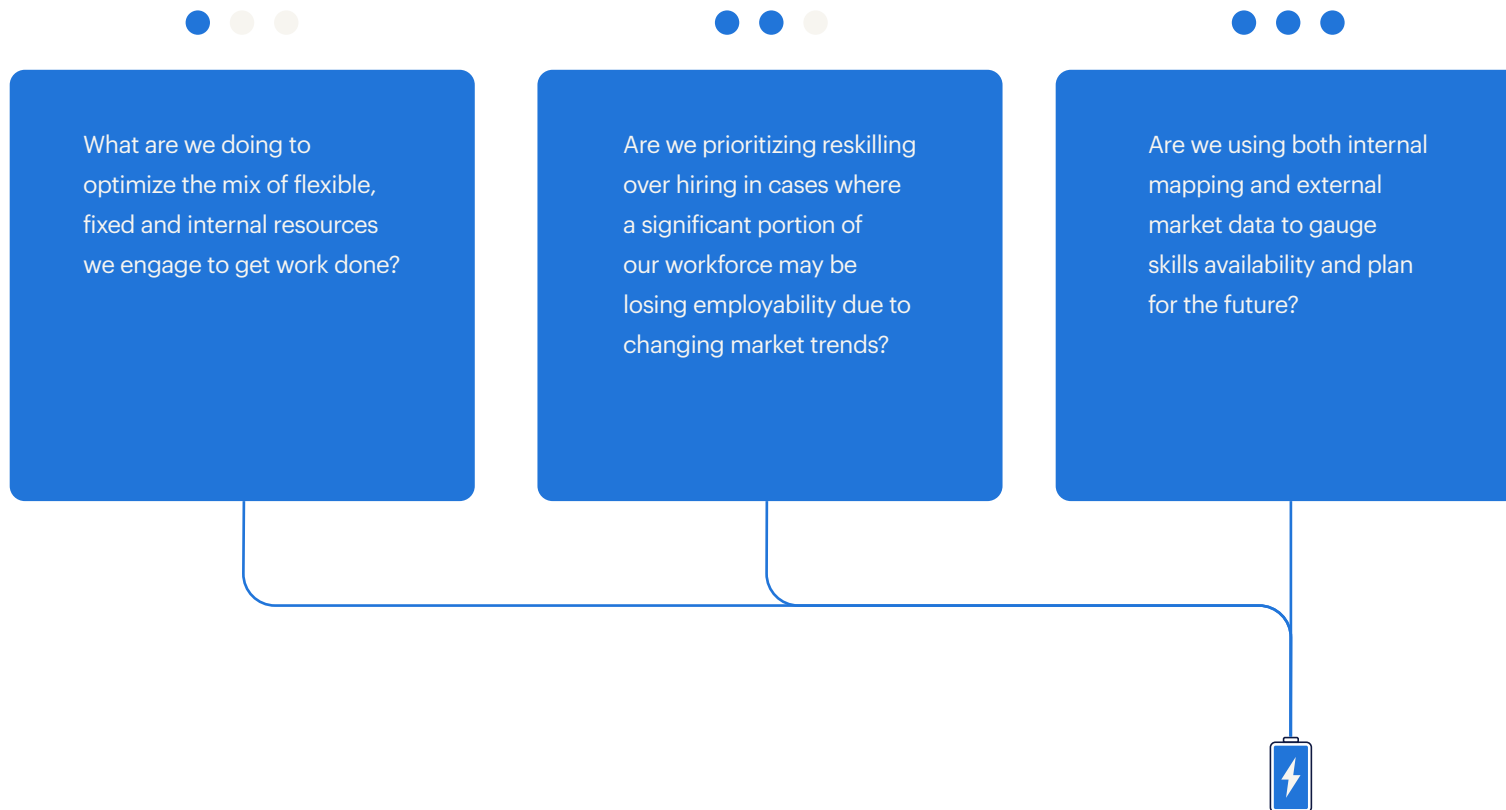 What are we doing to
optimize the mix of flexible,
fixed and internal resources
we engage to get work done?
Are we prioritizing reskilling
over hiring in cases where
a significant portion of
our workforce may be
losing employability due to
changing market trends?
Are we using both internal
mapping and external
market data to gauge
skills availability and plan
for the future?